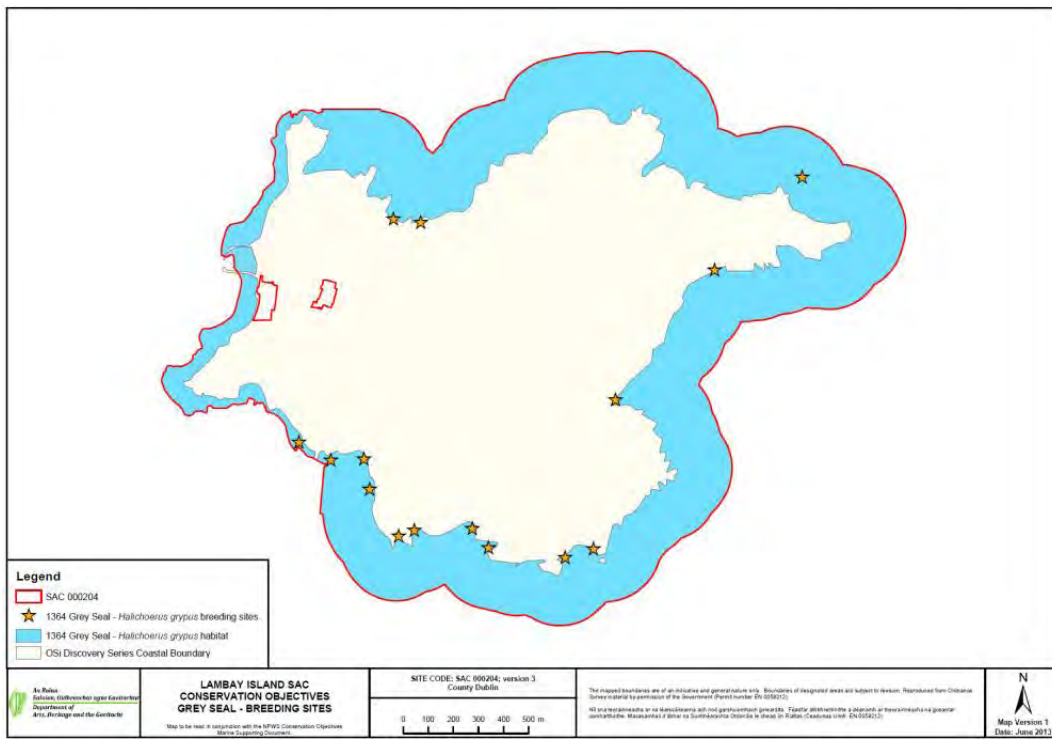 Legend
SAC 000204
1364 Grey Seal - Halichoerus grypus breeding sites
1364 Grey Seal - Halichoerus grypus habitat
OSi Discovery Series Coastal Boundary
An Roinn
Ealaíon, Oidhreachta agus Gaeltachta
Department of
Arts, Heritage and the Gaeltacht
LAMBAY ISLAND SAC
CONSERVATION OBJECTIVES
GREY SEAL - BREEDING SITES
Map to be read in conjunction with the NPWS Conservation Objectives
Marine Supporting Document.
SITE CODE: SAC 000204; version 3
County Dublin
0 100 200 300 400 500 m
The mapped boundaries are of an indicative and general nature only. Boundaries of designated areas are subject to revision. Reproduced from Ordnance
Survey material by permission of the Government (Permit number EN 0059212).
N
Map Version 1
Date: June 2013